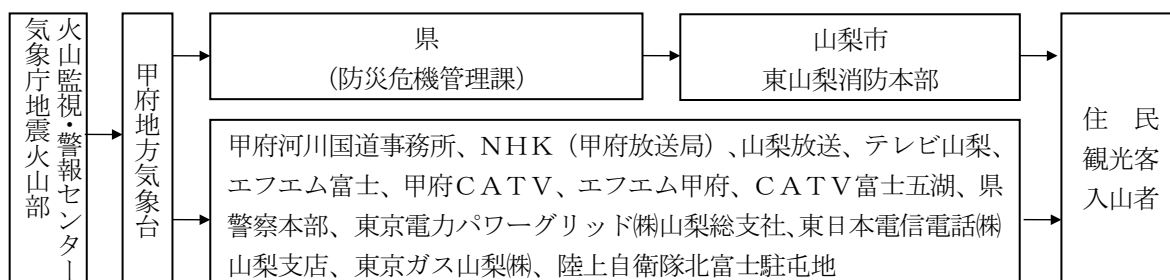 気象庁地震火山部
火山監視・警報センター
甲府地方気象台
県
(防災危機管理課)
山梨市
東山梨消防本部
甲府河川国道事務所、ＮＨＫ（甲府放送局）、山梨放送、テレビ山梨、
エフエム富士、甲府ＣＡＴＶ、エフエム甲府、ＣＡＴＶ富士五湖、県
警察本部、東京電力パワーグリッド㈱山梨総支社、東日本電信電話㈱
山梨支店、東京ガス山梨㈱、陸上自衛隊北富士駐屯地
住　民
観光客
入山者